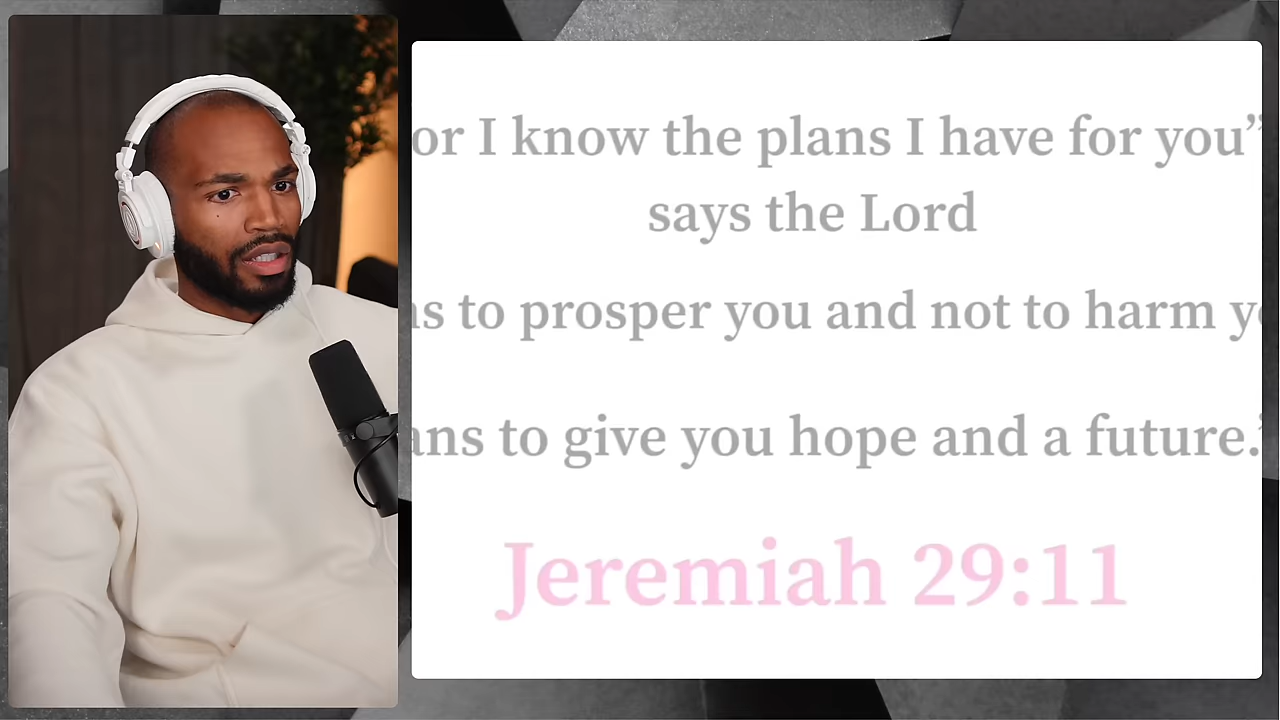 or I know the plans I have for you”
says the Lord
s to prosper you and not to harm
ans to give you hope and a future.
Jeremiah 29:11